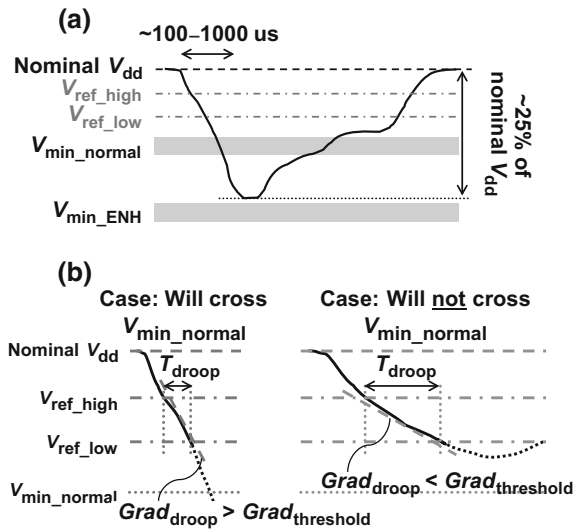 (a)
~100–1000 us
Nominal Vdd
Vref_high
Vref_low
Vmin_normal
Vmin_ENH
~25% of
nominal Vdd
(b)
Case: Will cross
Vmin_normal
Case: Will not cross
Vmin_normal
Nominal Vdd
Tdroop
Tdroop
Vref_high
Vref_low
Vmin_normal
Graddroop > Gradthreshold
Graddroop < Gradthreshold